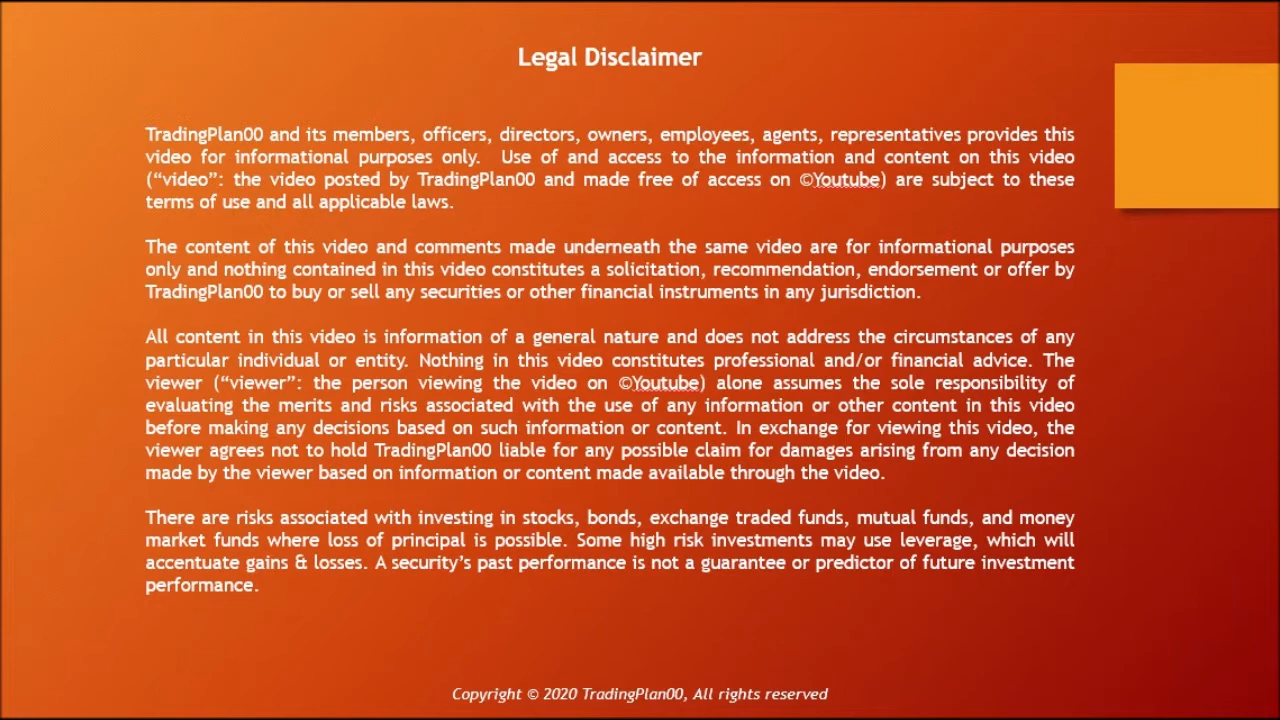 Legal Disclaimer
TradingPlan00 and its members, officers, directors, owners, employees, agents, representatives provides this
video for informational purposes only.  Use of and access to the information and content on this video
(“video”: the video posted by TradingPlan00 and made free of access on ©Youtube) are subject to these
terms of use and all applicable laws.
The content of this video and comments made underneath the same video are for informational purposes
only and nothing contained in this video constitutes a solicitation, recommendation, endorsement or offer by
TradingPlan00 to buy or sell any securities or other financial instruments in any jurisdiction.
All content in this video is information of a general nature and does not address the circumstances of any
particular individual or entity. Nothing in this video constitutes professional and/or financial advice. The
viewer (“viewer”: the person viewing the video on ©Youtube) alone assumes the sole responsibility of
evaluating the merits and risks associated with the use of any information or other content in this video
before making any decisions based on such information or content. In exchange for viewing this video, the
viewer agrees not to hold TradingPlan00 liable for any possible claim for damages arising from any decision
made by the viewer based on information or content made available through the video.
There are risks associated with investing in stocks, bonds, exchange traded funds, mutual funds, and money
market funds where loss of principal is possible. Some high risk investments may use leverage, which will
accentuate gains & losses. A security’s past performance is not a guarantee or predictor of future investment
performance.
Copyright © 2020 TradingPlan00, All rights reserved